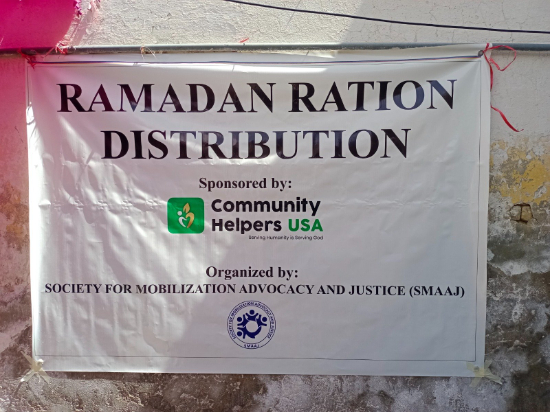 RAMADAN RATION
DISTRIBUTION
Sponsored by:
Community
Helpers USA
Serving Humanity is Serving God
Organized by:
SOCIETY FOR MOBILIZATION ADVOCACY AND JUSTICE (SMAAJ)
SMAAJ